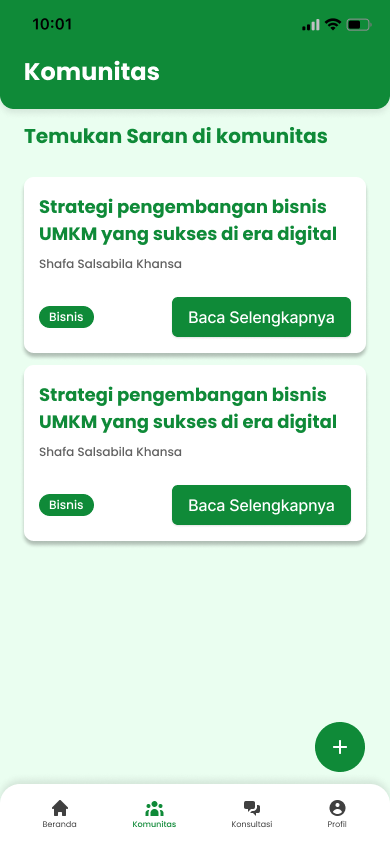 10:01
Komunitas
Temukan Saran di komunitas
Strategi pengembangan bisnis
UMKM yang sukses di era digital
Shafa Salsabila Khansa
Bisnis
Baca Selengkapnya
Strategi pengembangan bisnis
UMKM yang sukses di era digital
Shafa Salsabila Khansa
Bisnis
Baca Selengkapnya
Beranda
Komunitas
Konsultasi
Profil